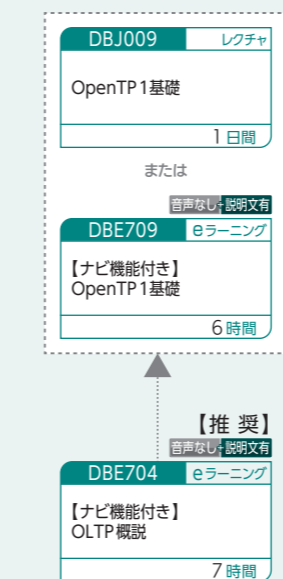 DBJ009 レクチャ
OpenTP1基礎
1日間
または
音声なし+説明文有
DBE709 eラーニング
【ナビ機能付き】
OpenTP1基礎
6時間
【推 奨】
音声なし+説明文有
DBE704 eラーニング
【ナビ機能付き】
OLTP概説
7時間